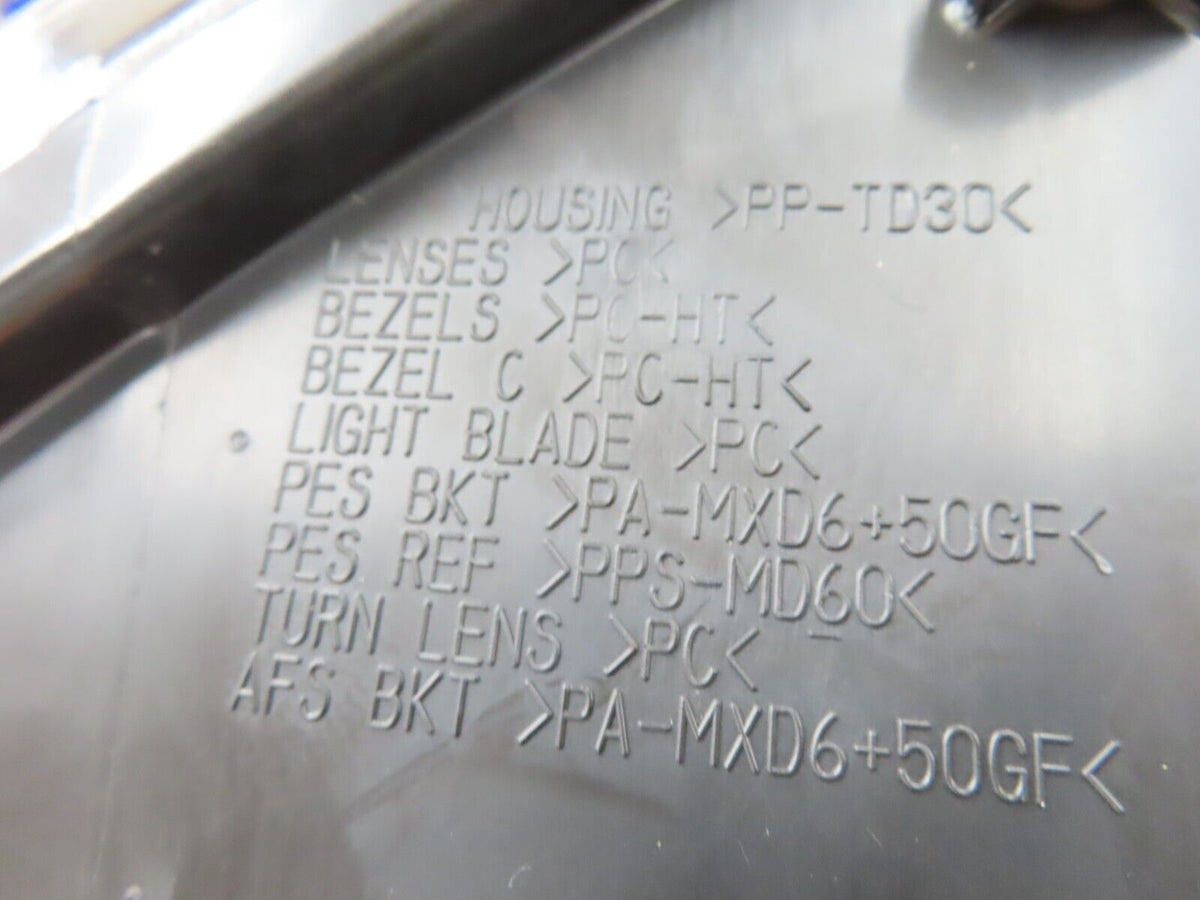 HOUSING >PP-TD30<
LENSES >PC<
BEZELS >PC-HT<
BEZEL C >PC-HT<
LIGHT BLADE >PC<
PES BKT >PA-MXD6+50GF<
PES REF >PPS-MD60<
TURN LENS >PC<
AFS BKT >PA-MXD6+50GF<